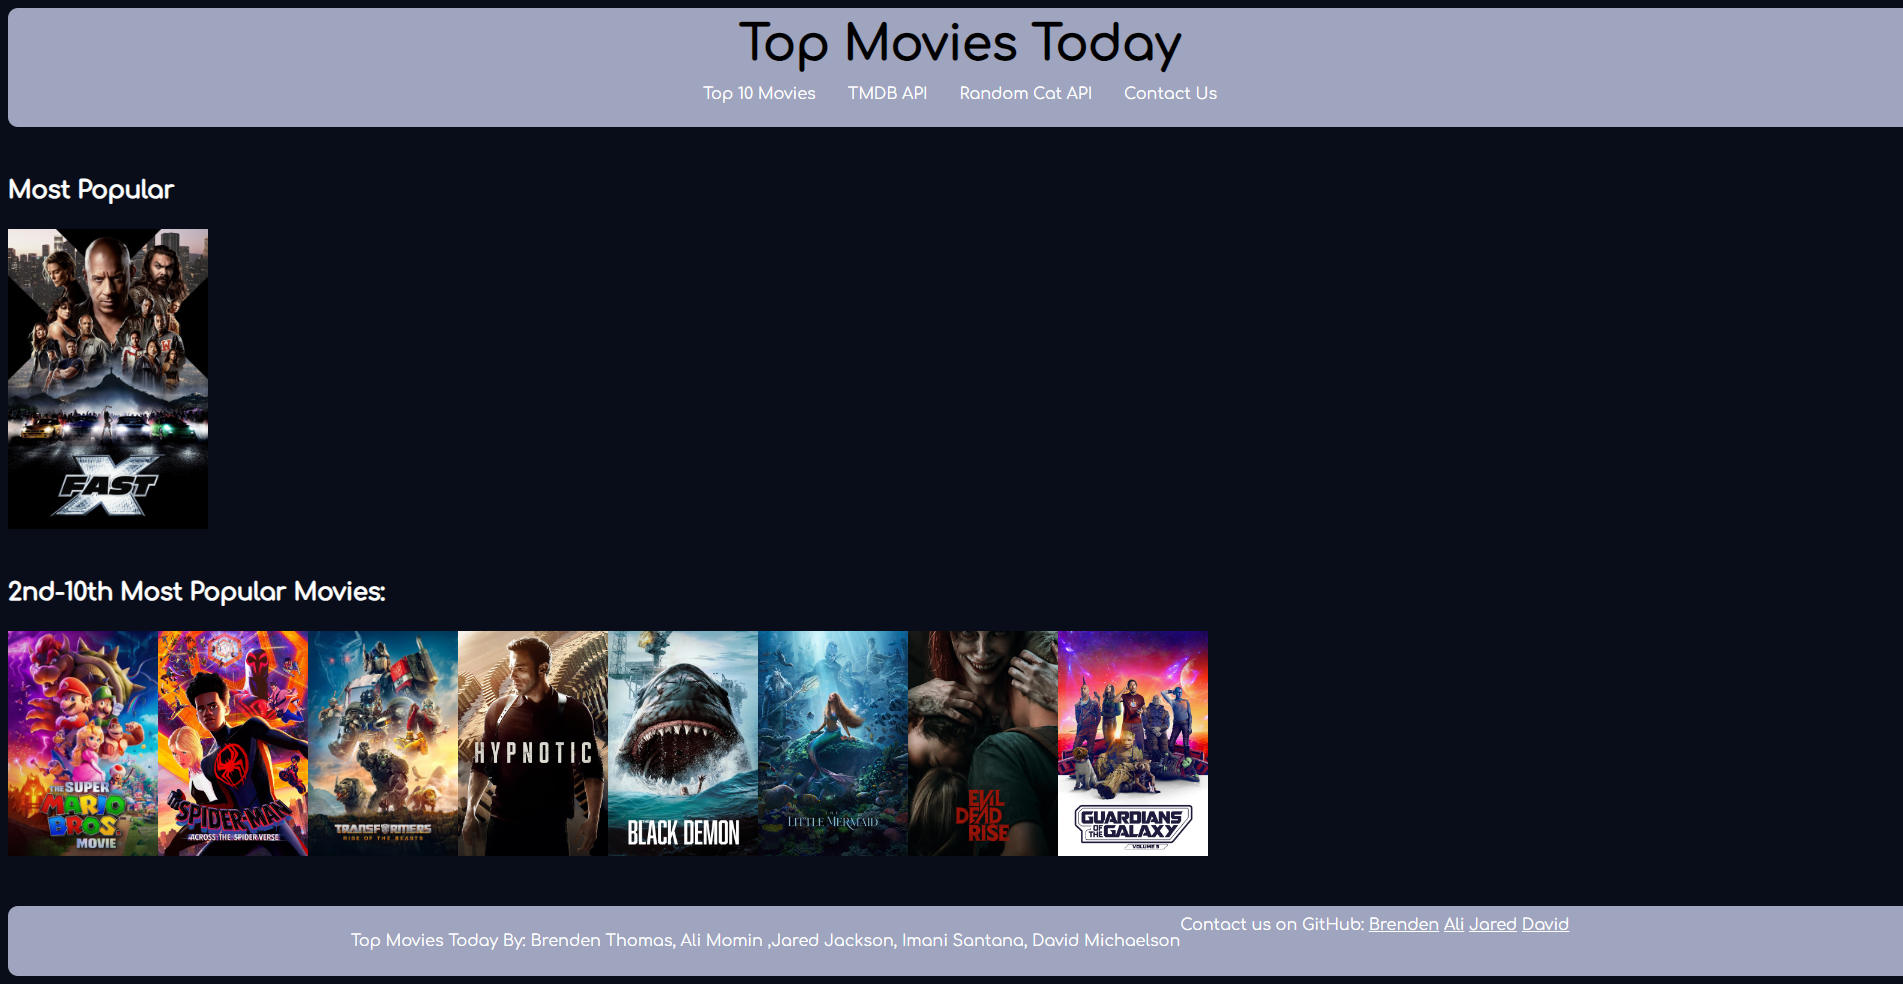 Top Movies Today
Top 10 Movies TMDB API Random Cat API Contact Us
Most Popular
FAST X
2nd-10th Most Popular Movies:
THE SUPER
MARIO
BROS.
MOVIE
SPIDER-MAN
ACROSS THE SPIDER-VERSE
TRANSFORMERS
RISE OF THE BEASTS
HYPNOTIC
BLACK DEMON
THE
LITTLE MERMAID
EVIL
DEAD
RISE
GUARDIANS
OF THE
GALAXY
VOLUME 3
Top Movies Today By: Brenden Thomas, Ali Momin ,Jared Jackson, Imani Santana, David Michaelson
Contact us on GitHub: Brenden Ali Jared David